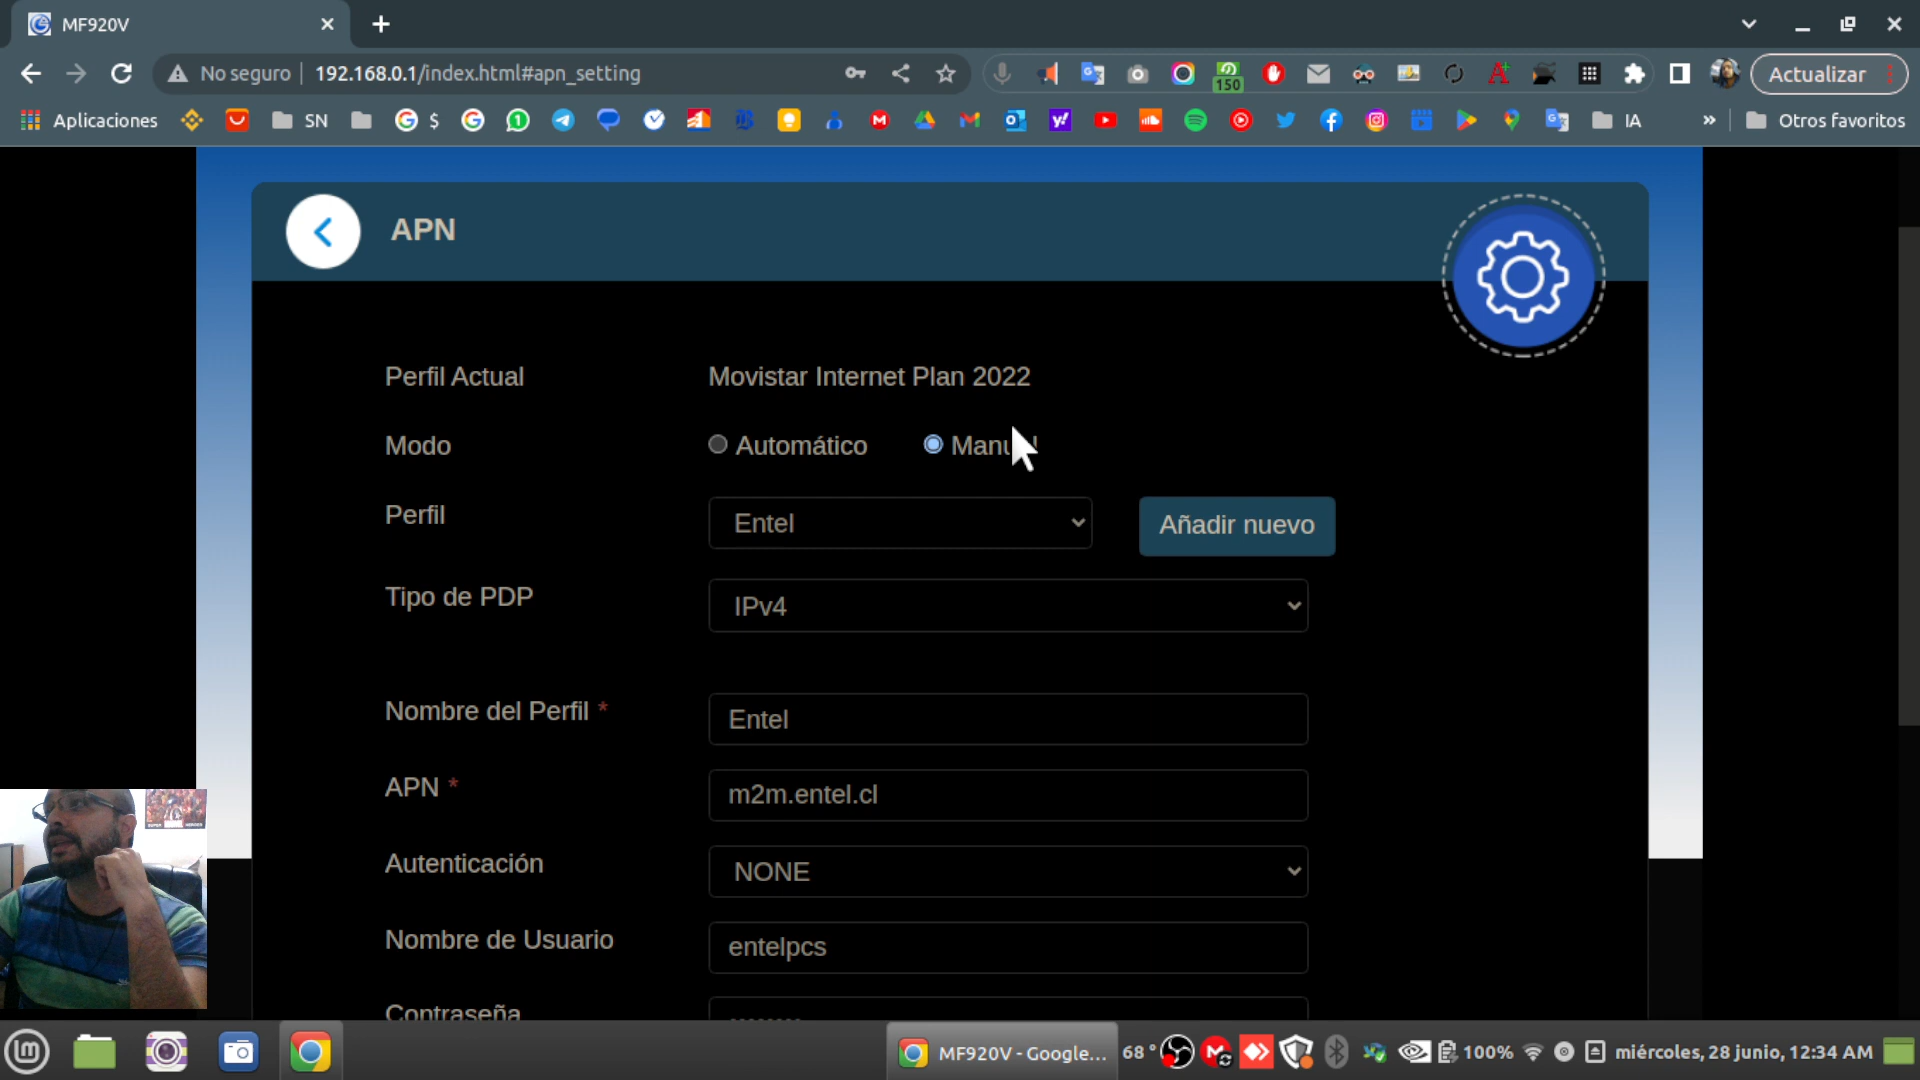 MF920V
No seguro
192.168.0.1/index.html#apn_setting
150
Actualizar
Aplicaciones
SN
$
IA
»
Otros favoritos
APN
Perfil Actual
Movistar Internet Plan 2022
Modo
Automático
Perfil
Entel
Añadir nuevo
Tipo de PDP
IPv4
Nombre del Perfil *
Entel
APN *
m2m.entel.cl
Autenticación
NONE
Nombre de Usuario
entelpcs
Contraseña
MF920V - Google...
68 °
100%
miércoles, 28 junio, 12:34 AM